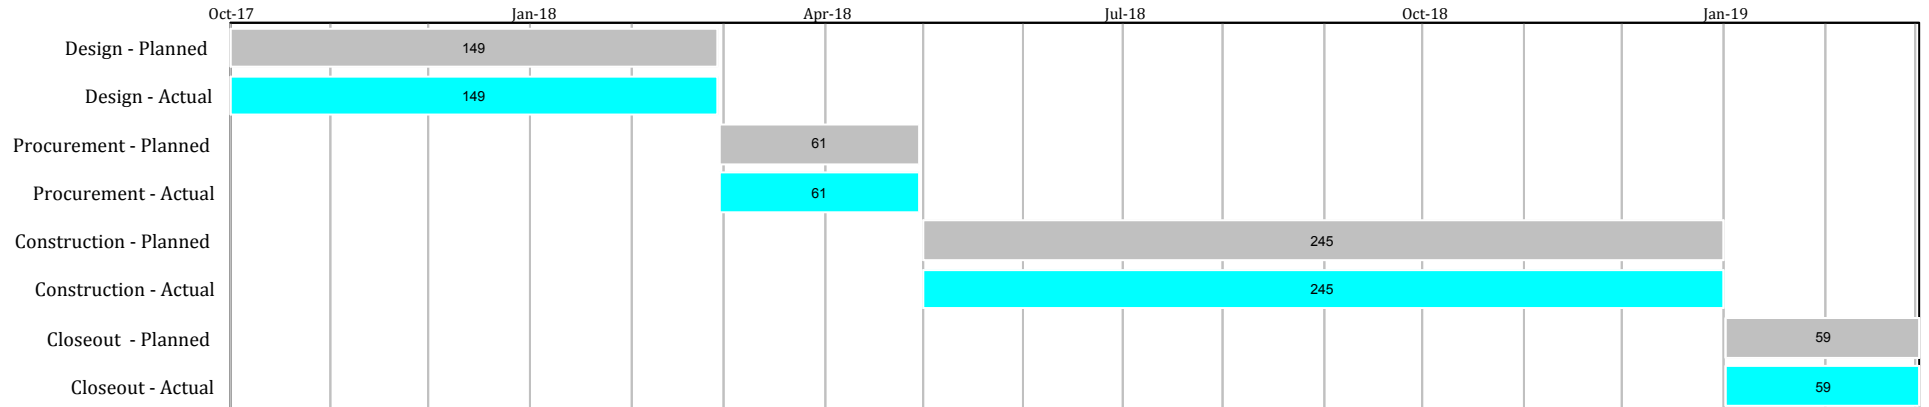 Oct-17 Jan-18 Apr-18 Jul-18 Oct-18 Jan-19
Design - Planned 149
Design - Actual 149
Procurement - Planned 61
Procurement - Actual 61
Construction - Planned 245
Construction - Actual 245
Closeout - Planned 59
Closeout - Actual 59